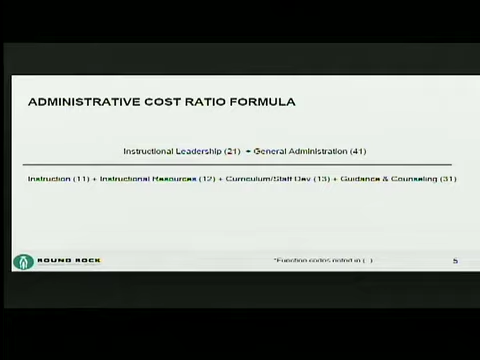 ADMINISTRATIVE COST RATIO FORMULA
Instructional Leadership (21) + General Administration (41)
Instruction (11) + Instructional Resources (12) + Curriculum/Staff Dev (13) + Guidance & Counseling (31)
ROUND ROCK
*Function codes noted in ( )
5